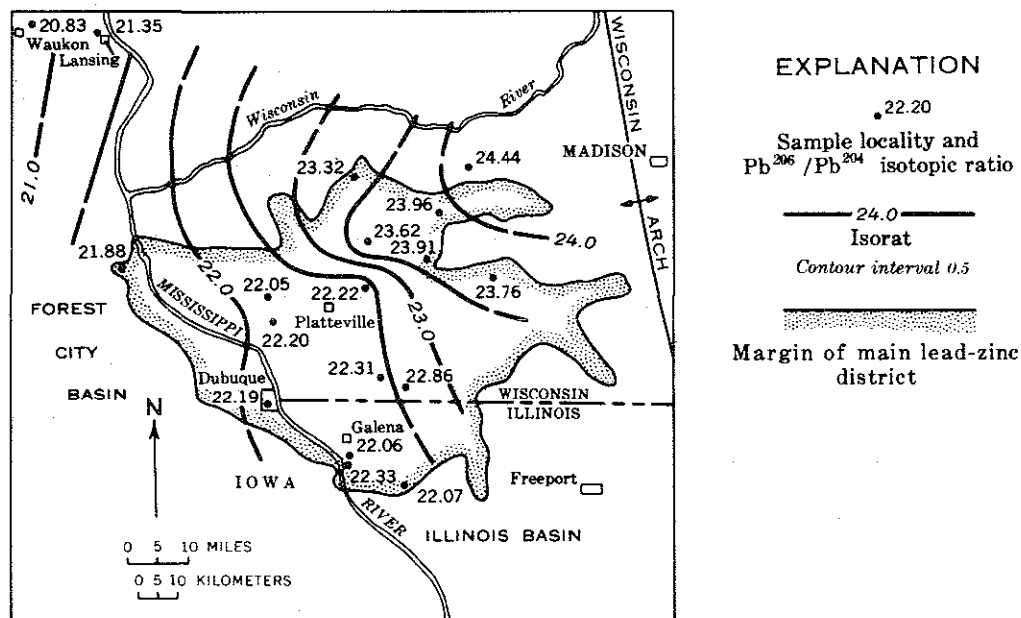 20.83
21.35
Waukon
Lansing
21.0
Wisconsin
River
WISCONSIN
ARCH
MADISON
24.44
23.32
23.96
23.62
23.91
24.0
23.76
21.88
22.0
22.05
22.22
23.0
FOREST
CITY
BASIN
MISSISSIPPI
Platteville
22.20
22.31
22.86
Dubuque
22.19
WISCONSIN
ILLINOIS
N
Galena
22.06
22.33
22.07
IOWA
Freeport
RIVER
ILLINOIS BASIN
0 5 10 MILES
0 5 10 KILOMETERS
EXPLANATION
22.20
Sample locality and
Pb²⁰⁶ /Pb²⁰⁴ isotopic ratio
24.0
Isorat
Contour interval 0.5
Margin of main lead-zinc
district